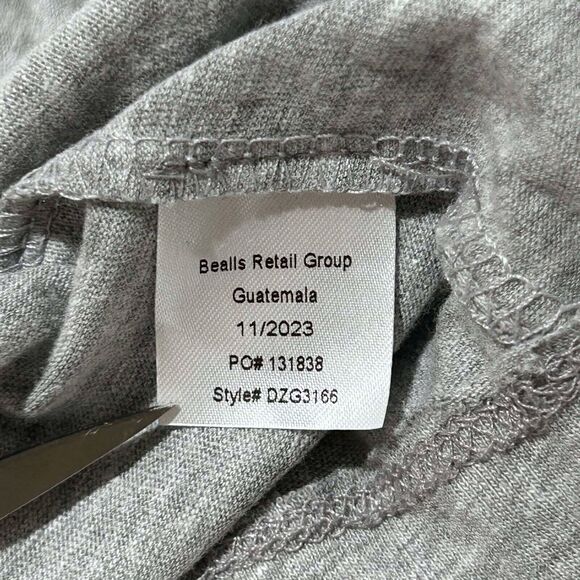 Bealls Retail Group
Guatemala
11/2023
PO# 131838
Style# DZG3166